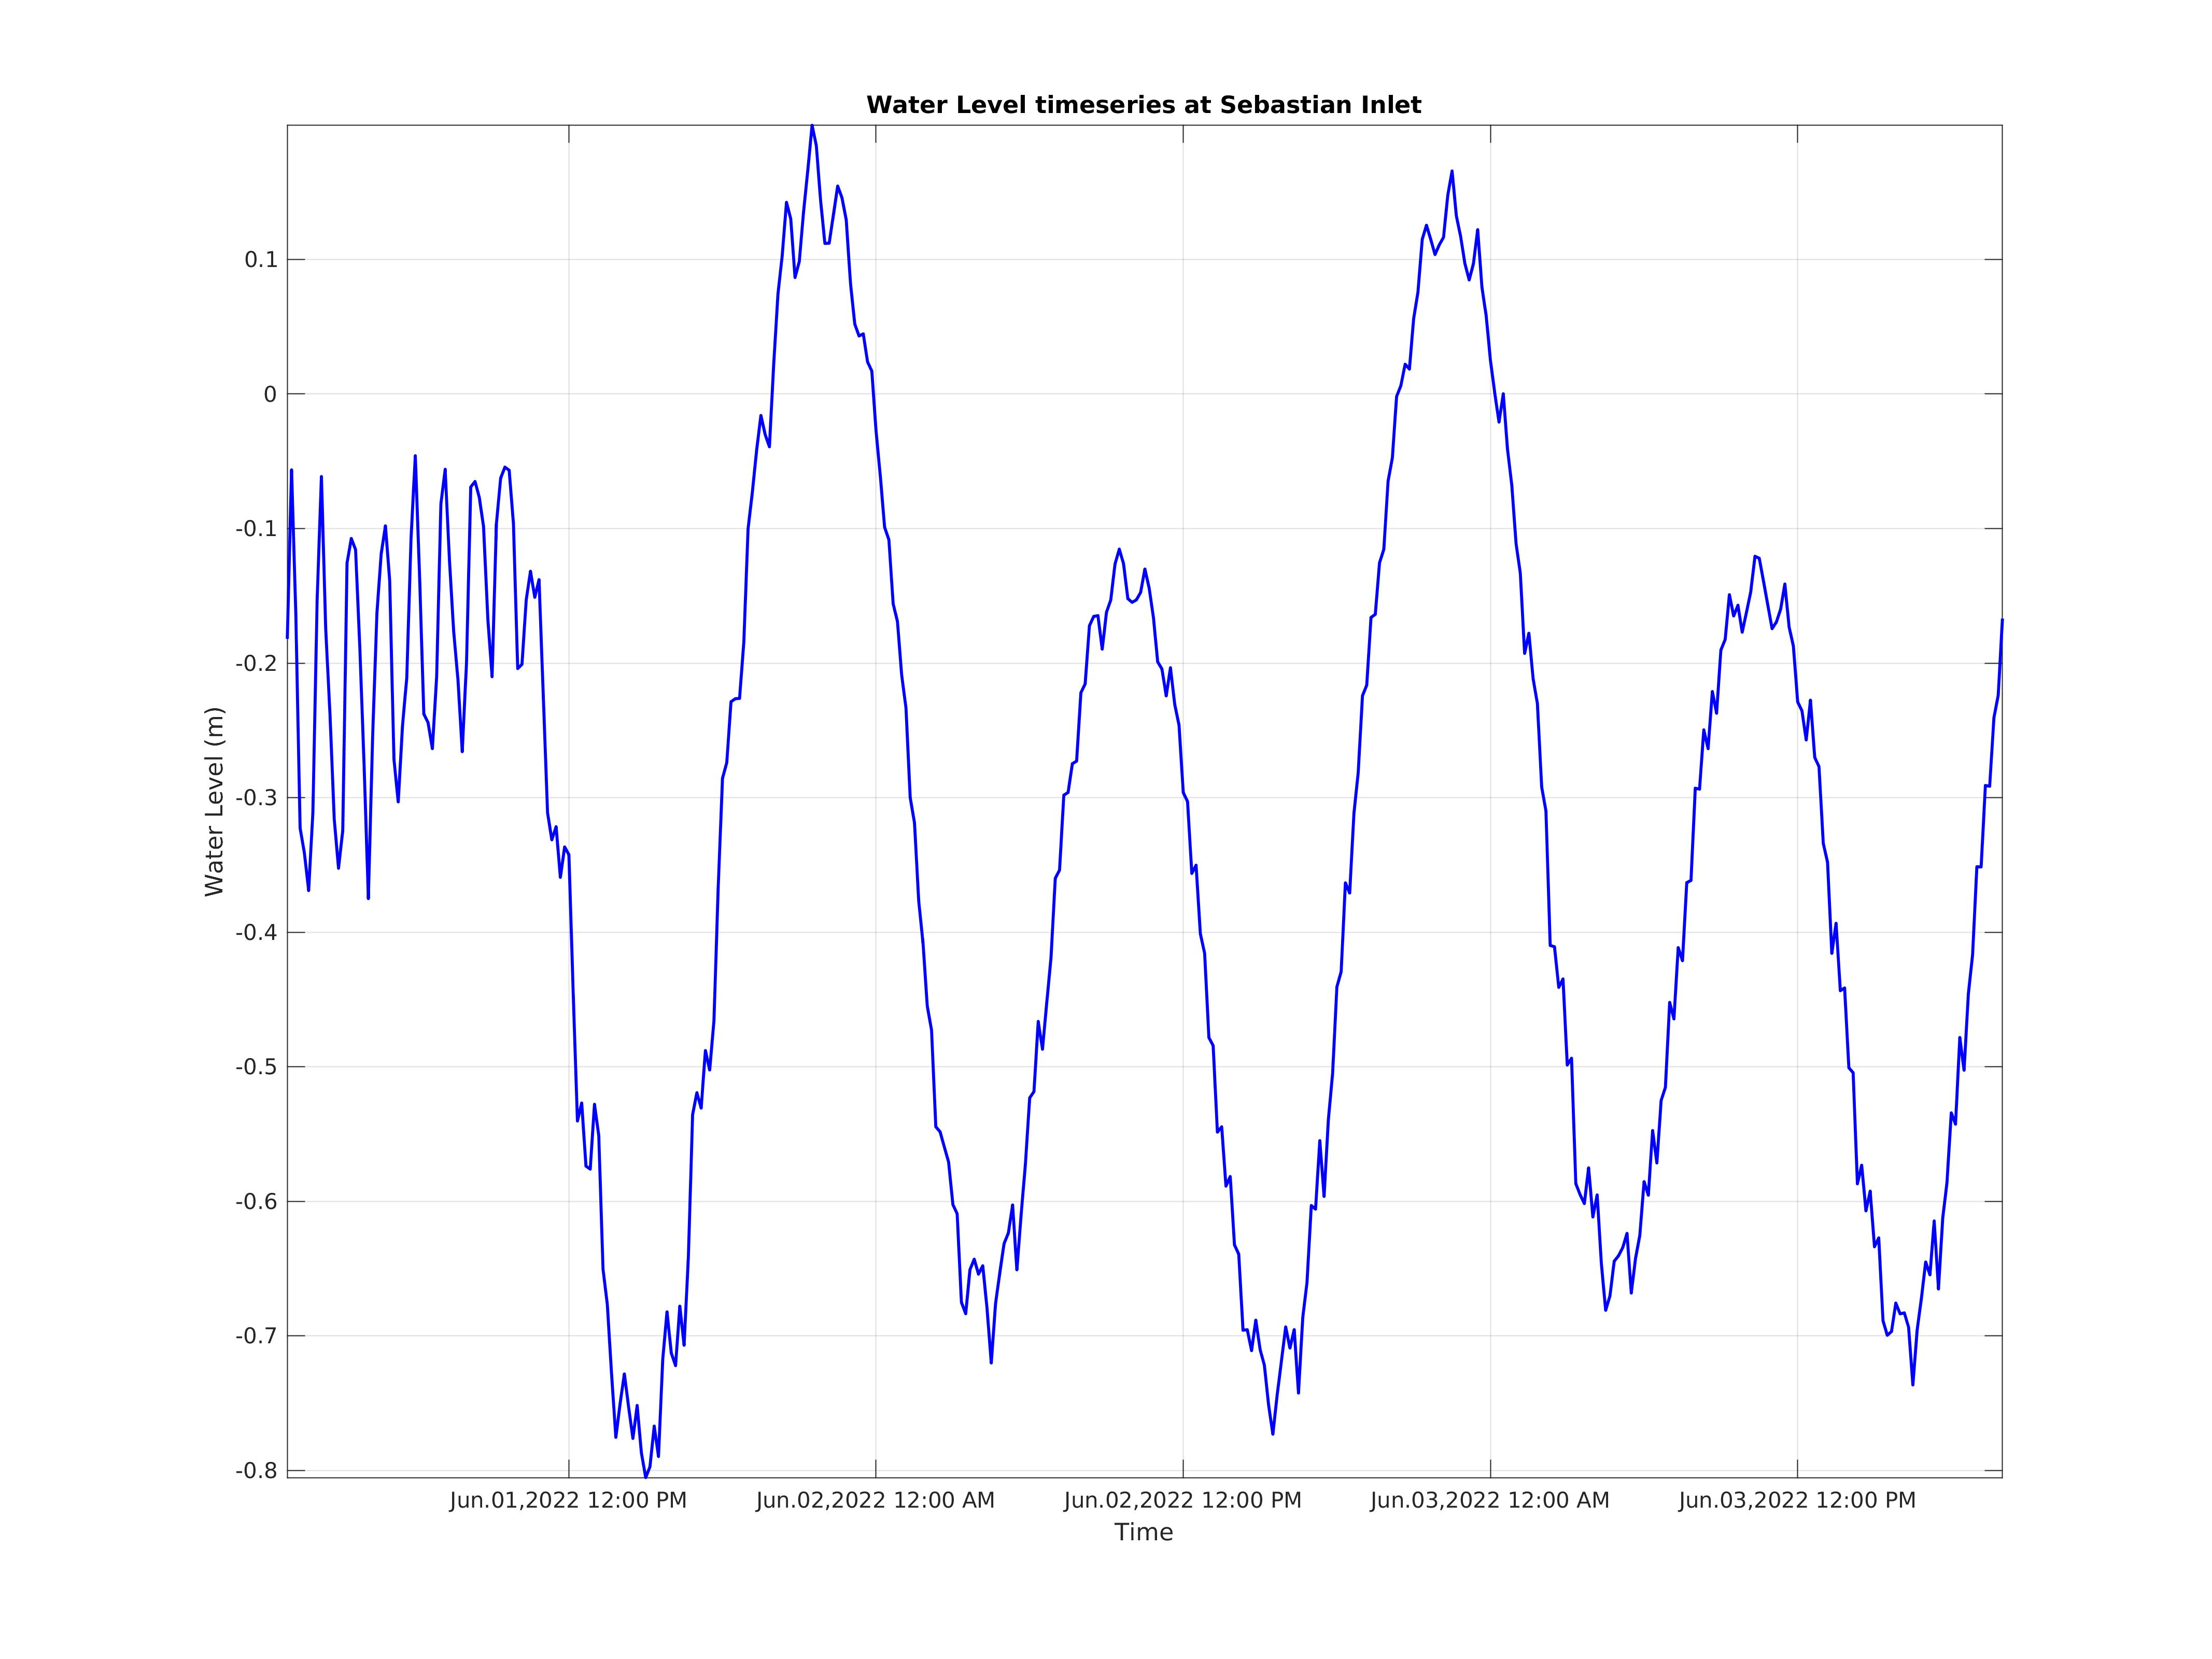 Water Level timeseries at Sebastian Inlet
Water Level (m)
0.1
0
-0.1
-0.2
-0.3
-0.4
-0.5
-0.6
-0.7
-0.8
Jun.01,2022 12:00 PM
Jun.02,2022 12:00 AM
Jun.02,2022 12:00 PM
Jun.03,2022 12:00 AM
Jun.03,2022 12:00 PM
Time